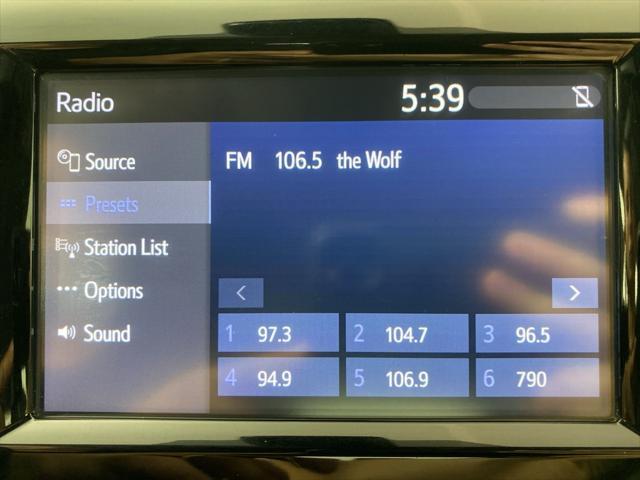 Radio 5:39
Source
FM 106.5 the Wolf
Presets
Station List
Options
Sound
< >
1 97.3 2 104.7 3 96.5
4 94.9 5 106.9 6 790